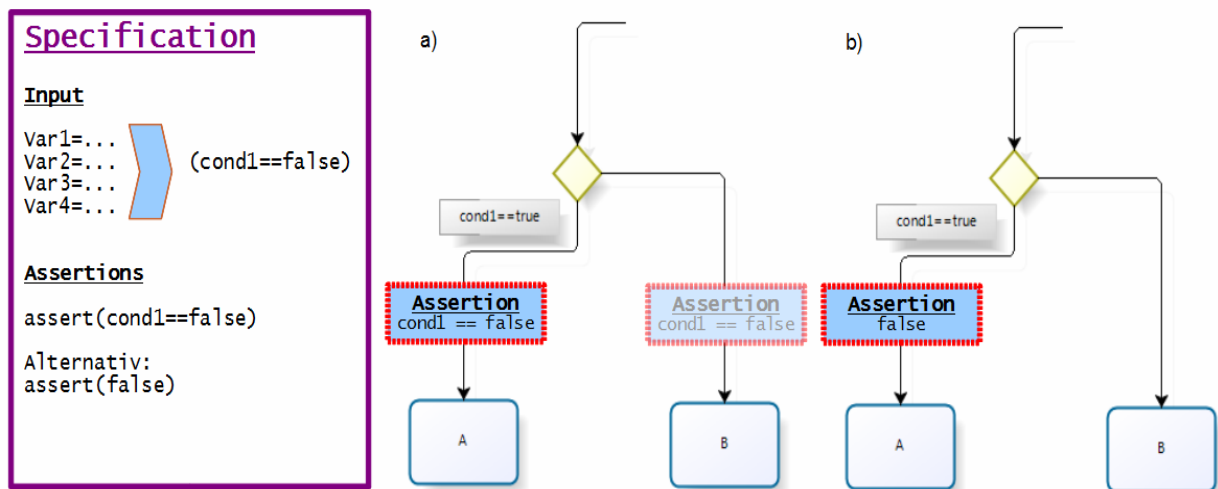 Specification
Input
Var1=...
Var2=...
Var3=...
Var4=...
(cond1==false)
Assertions
assert(cond1==false)
Alternativ:
assert(false)
a)
cond1==true
Assertion
cond1 == false
Assertion
cond1 == false
A
B
b)
cond1==true
Assertion
false
A
B